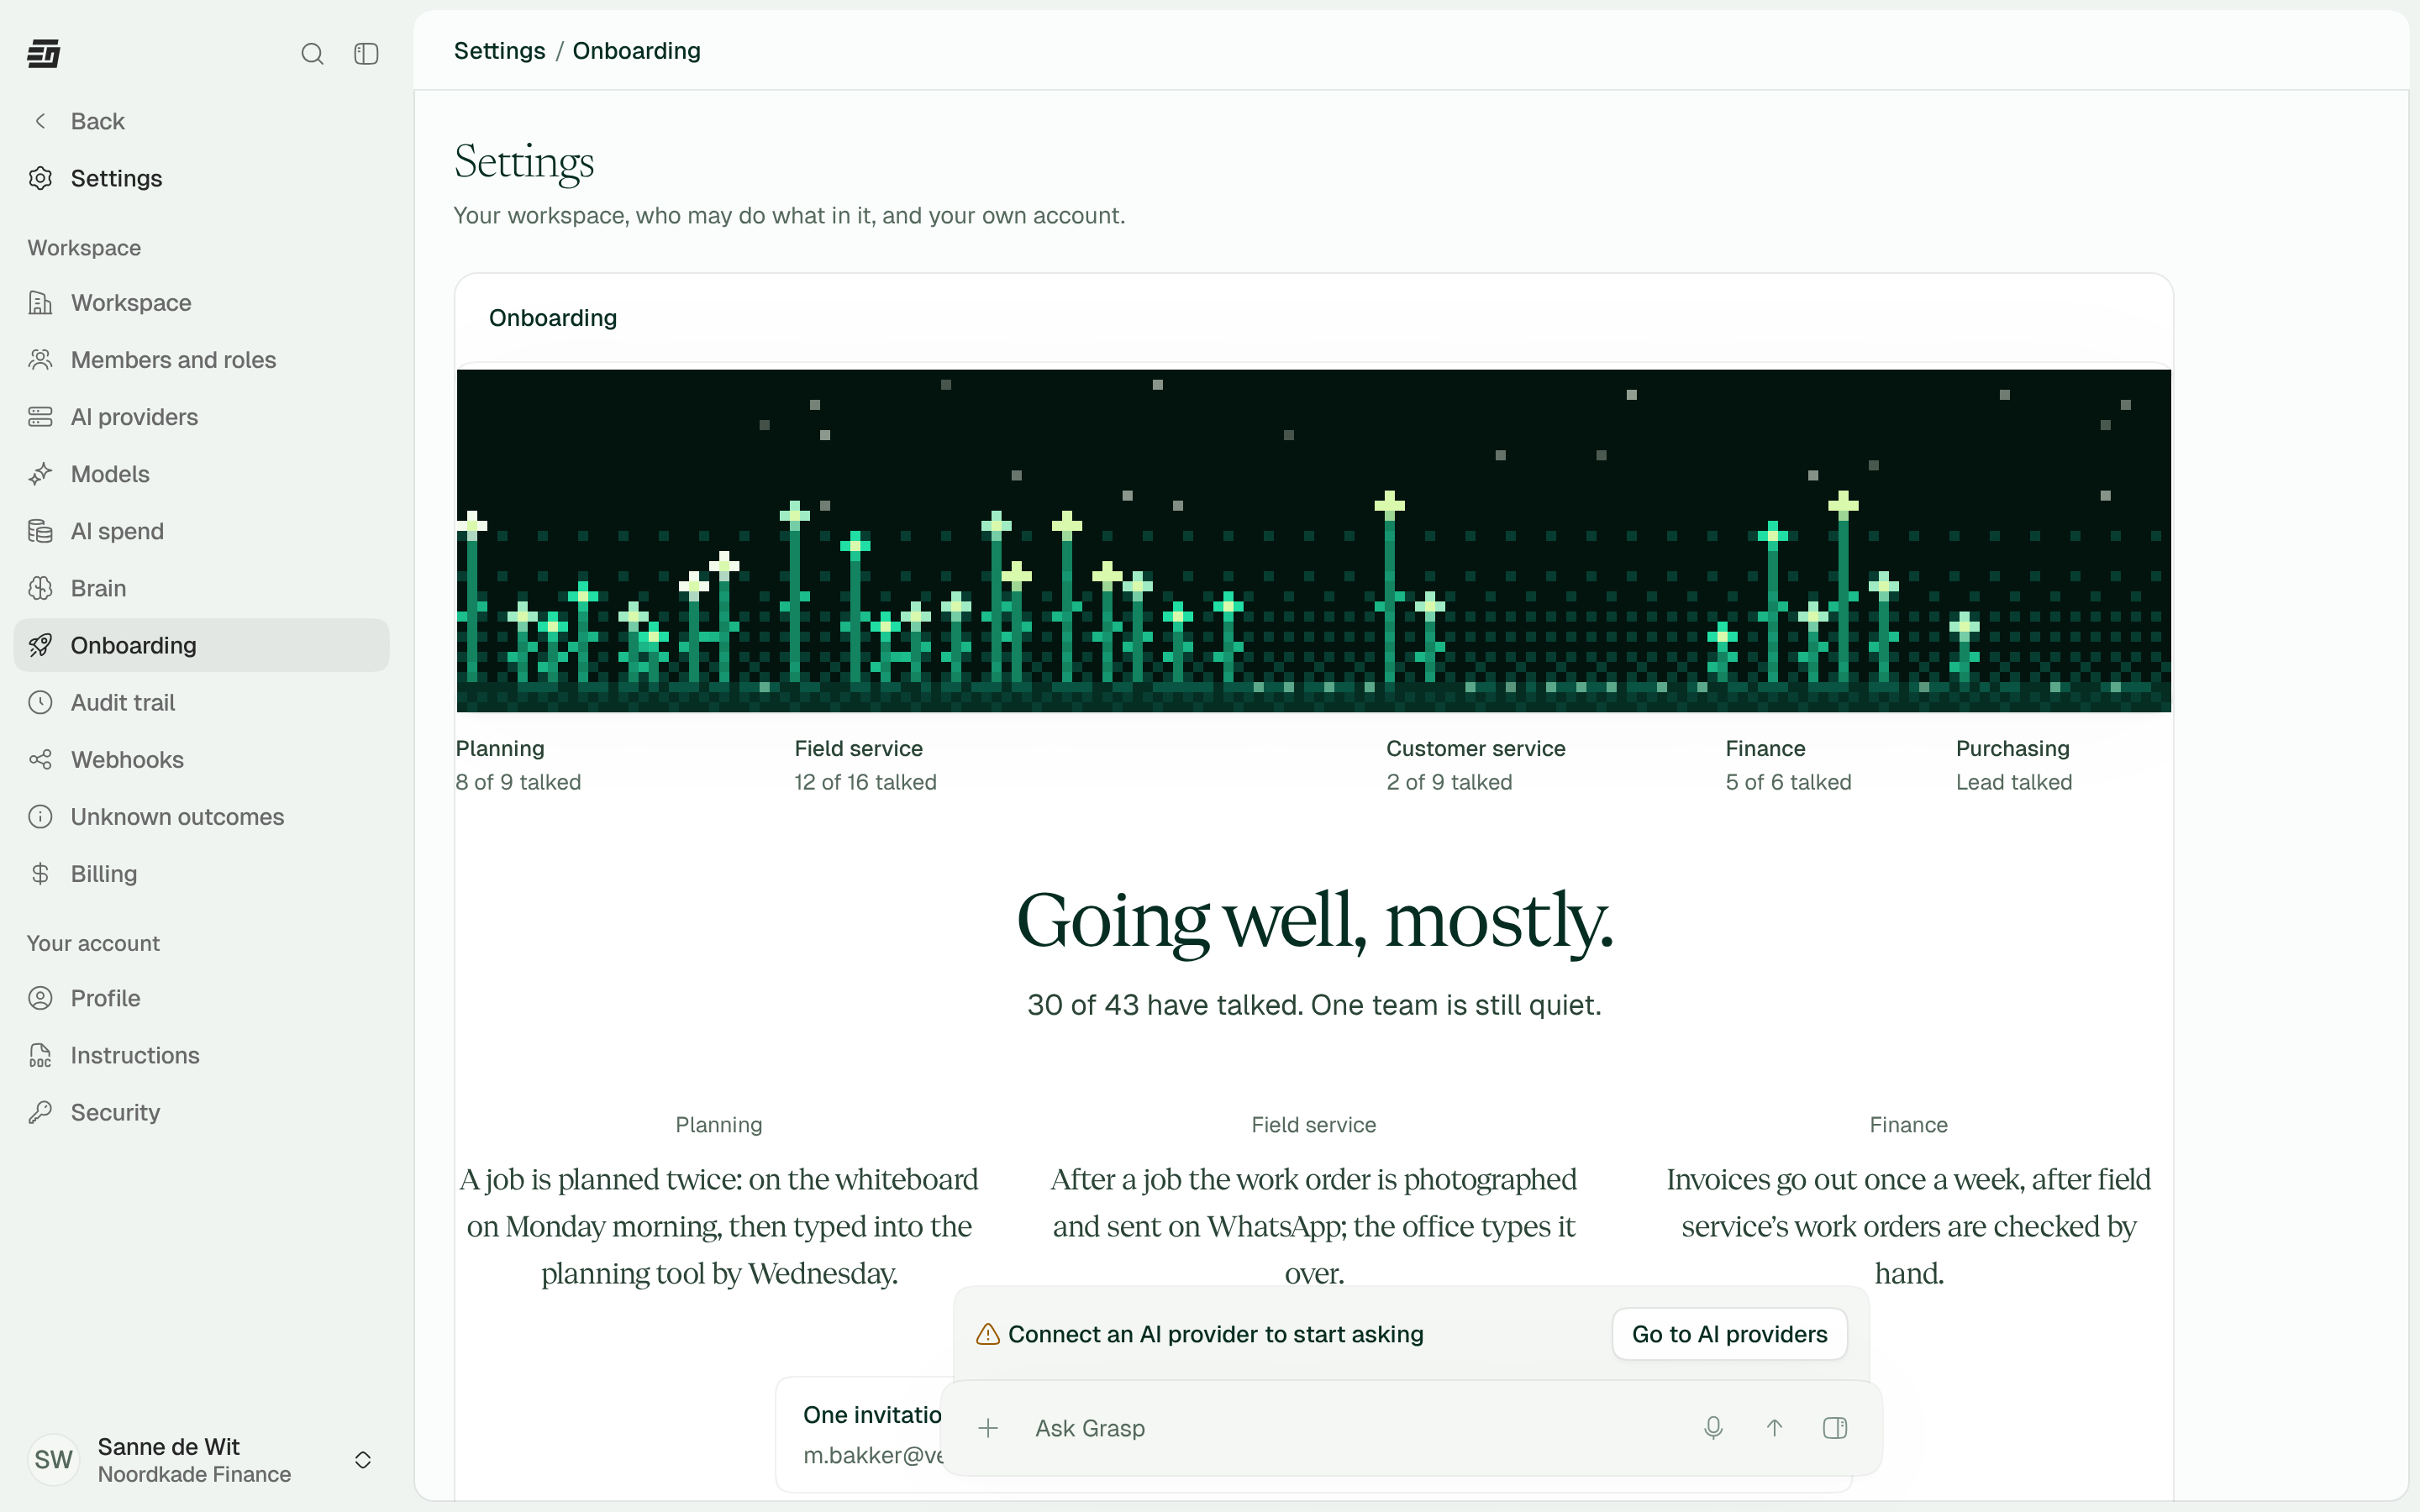 Back
Settings
Workspace
Workspace
Members and roles
AI providers
Models
AI spend
Brain
Onboarding
Audit trail
Webhooks
Unknown outcomes
Billing
Your account
Profile
Instructions
Security
SW
Sanne de Wit
Noordkade Finance
Settings / Onboarding
Settings
Your workspace, who may do what in it, and your own account.
Onboarding
Planning
8 of 9 talked
Field service
12 of 16 talked
Customer service
2 of 9 talked
Finance
5 of 6 talked
Purchasing
Lead talked
Going well, mostly.
30 of 43 have talked. One team is still quiet.
Planning
A job is planned twice: on the whiteboard
on Monday morning, then typed into the
planning tool by Wednesday.
Field service
After a job the work order is photographed
and sent on WhatsApp; the office types it
over.
Finance
Invoices go out once a week, after field
service’s work orders are checked by
hand.
Connect an AI provider to start asking
Go to AI providers
One
Ask Grasp